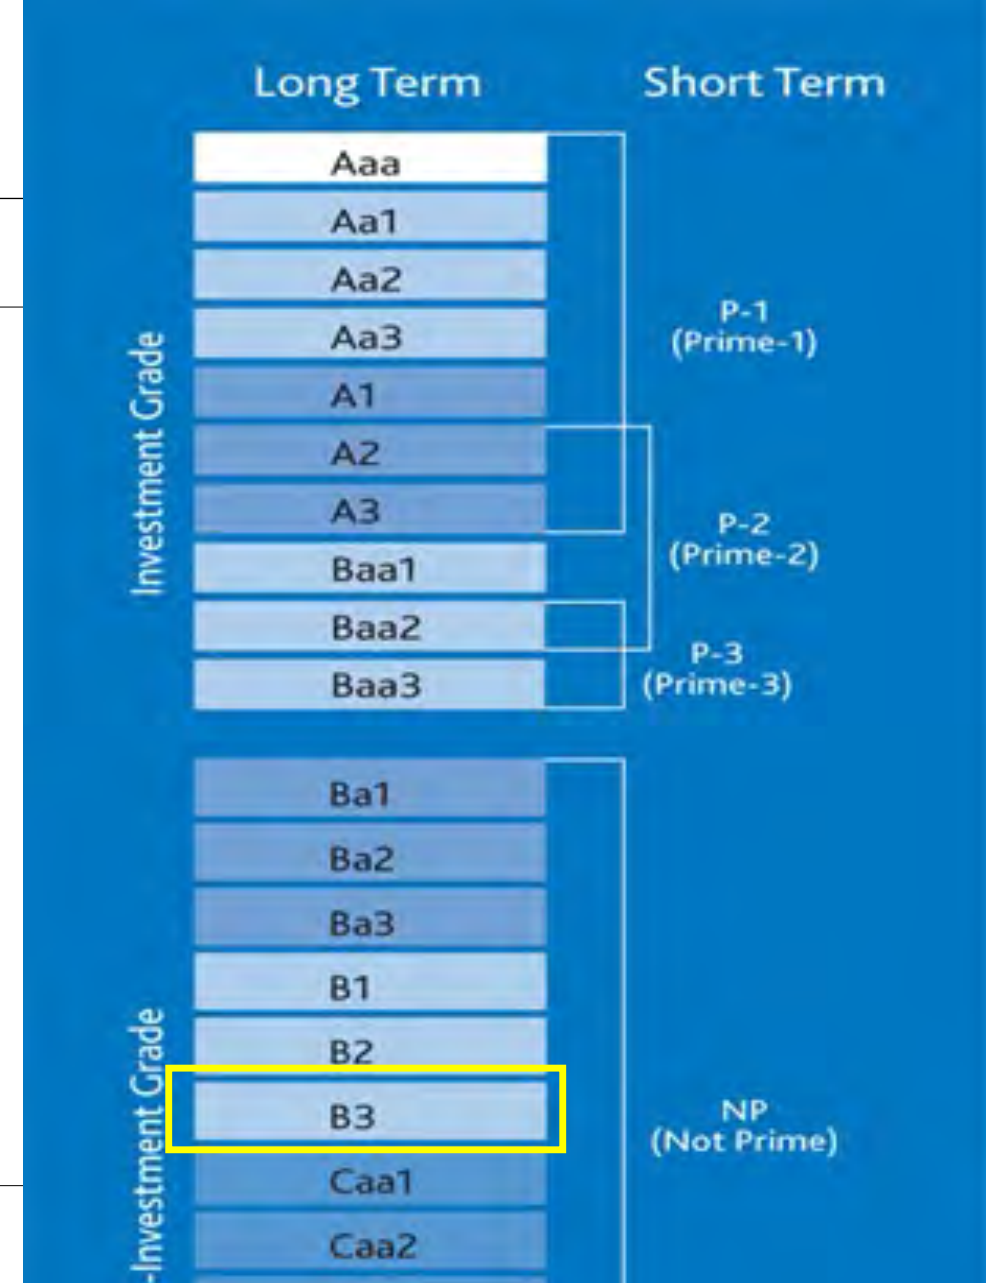 Long Term
Short Term
Investment Grade
Aaa
Aa1
Aa2
Aa3
A1
A2
A3
Baa1
Baa2
Baa3
P-1
(Prime-1)
P-2
(Prime-2)
P-3
(Prime-3)
-Investment Grade
Ba1
Ba2
Ba3
B1
B2
B3
Caa1
Caa2
NP
(Not Prime)